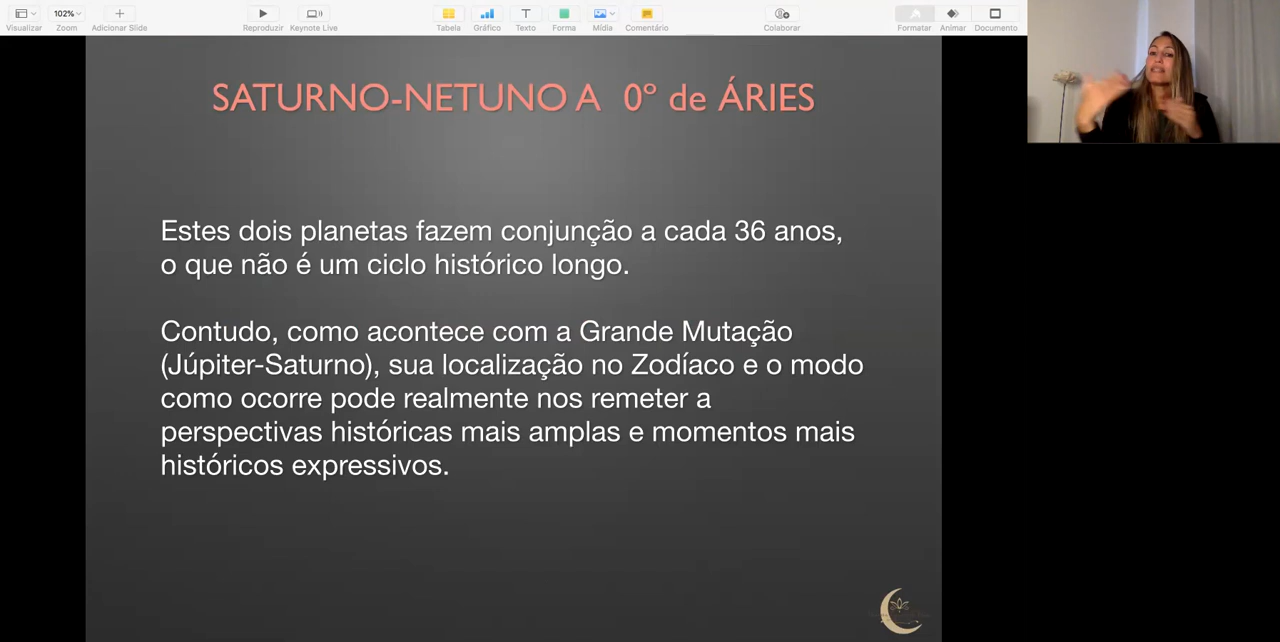 102%
Visualizar
Zoom
Adicionar Slide
Reproduzir
Keynote Live
Tabela
Gráfico
Texto
Forma
Mídia
Comentário
Colaborar
Formatar
Animar
Documento
SATURNO-NETUNO A 0º de ÁRIES
Estes dois planetas fazem conjunção a cada 36 anos,
o que não é um ciclo histórico longo.
Contudo, como acontece com a Grande Mutação
(Júpiter-Saturno), sua localização no Zodíaco e o modo
como ocorre pode realmente nos remeter a
perspectivas históricas mais amplas e momentos mais
históricos expressivos.